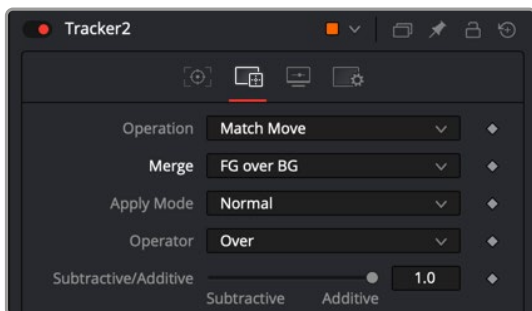 Tracker2
Operation Match Move
Merge FG over BG
Apply Mode Normal
Operator Over
Subtractive/Additive 1.0
Subtractive Additive